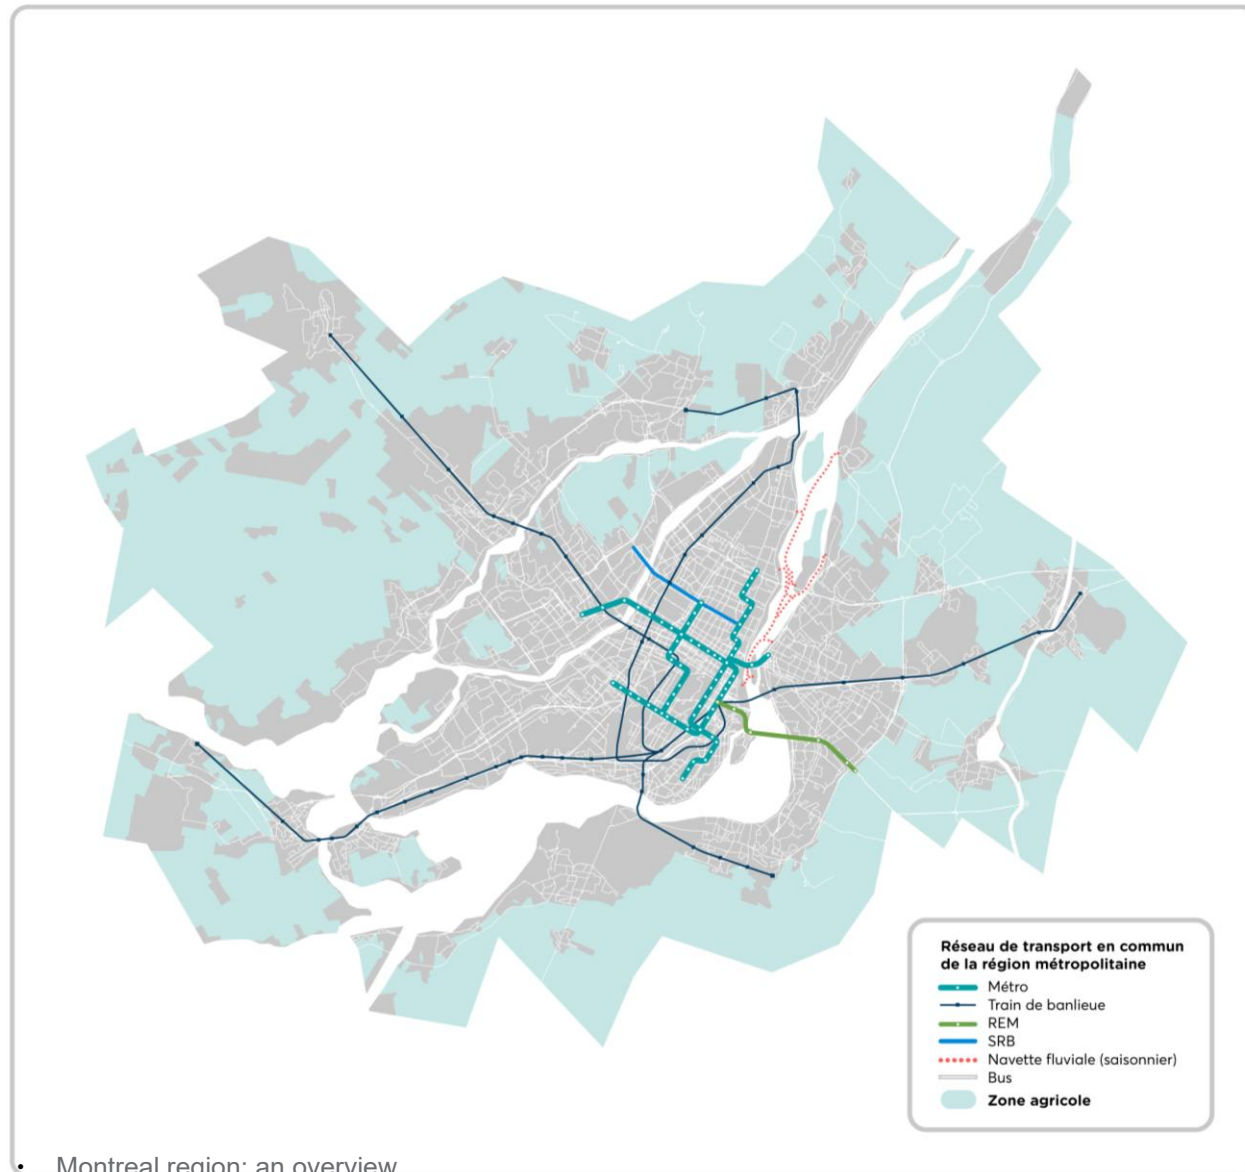 Réseau de transport en commun
de la région métropolitaine
Métro
Train de banlieue
REM
SRB
Navette fluviale (saisonnier)
Bus
Zone agricole
• Montreal region: an overview